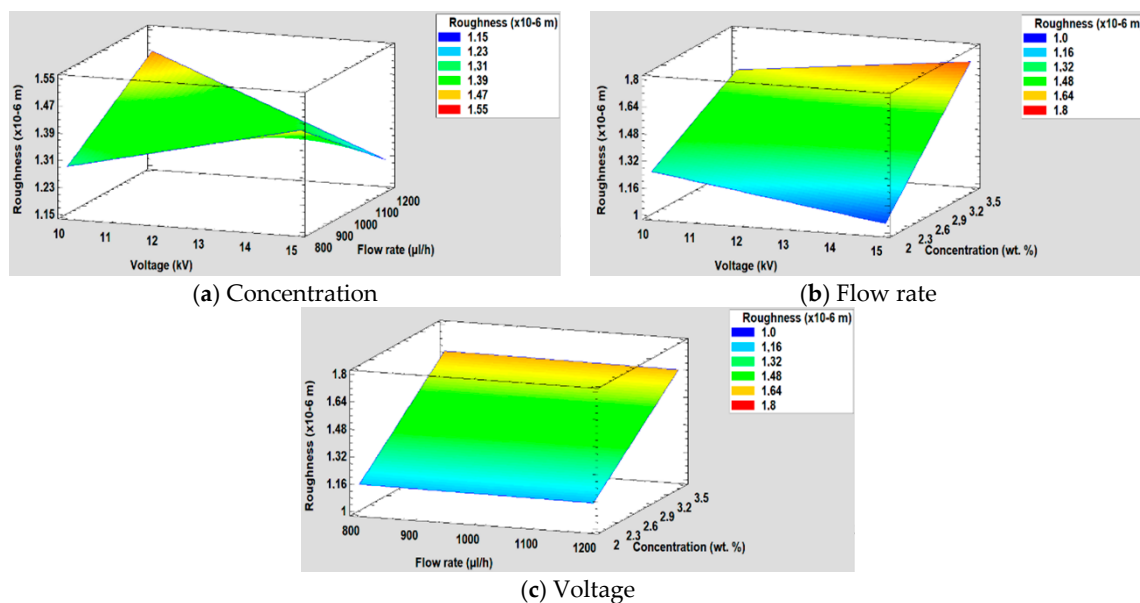 Roughness (x10-6 m)
1.15
1.23
1.31
1.39
1.47
1.55
Roughness (x10-6 m)
1.55
1.47
1.39
1.31
1.23
1.15
10 11 12 13 14 15
Voltage (kV)
800 900 1000 1100 1200
Flow rate (µl/h)
(a) Concentration
Roughness (x10-6 m)
1.0
1.16
1.32
1.48
1.64
1.8
Roughness (x10-6 m)
1.8
1.64
1.48
1.32
1.16
1
10 11 12 13 14 15
Voltage (kV)
2 2.3 2.6 2.9 3.2 3.5
Concentration (wt. %)
(b) Flow rate
Roughness (x10-6 m)
1.0
1.16
1.32
1.48
1.64
1.8
Roughness (x10-6 m)
1.8
1.64
1.48
1.32
1.16
1
800 900 1000 1100 1200
Flow rate (µl/h)
2 2.3 2.6 2.9 3.2 3.5
Concentration (wt. %)
(c) Voltage